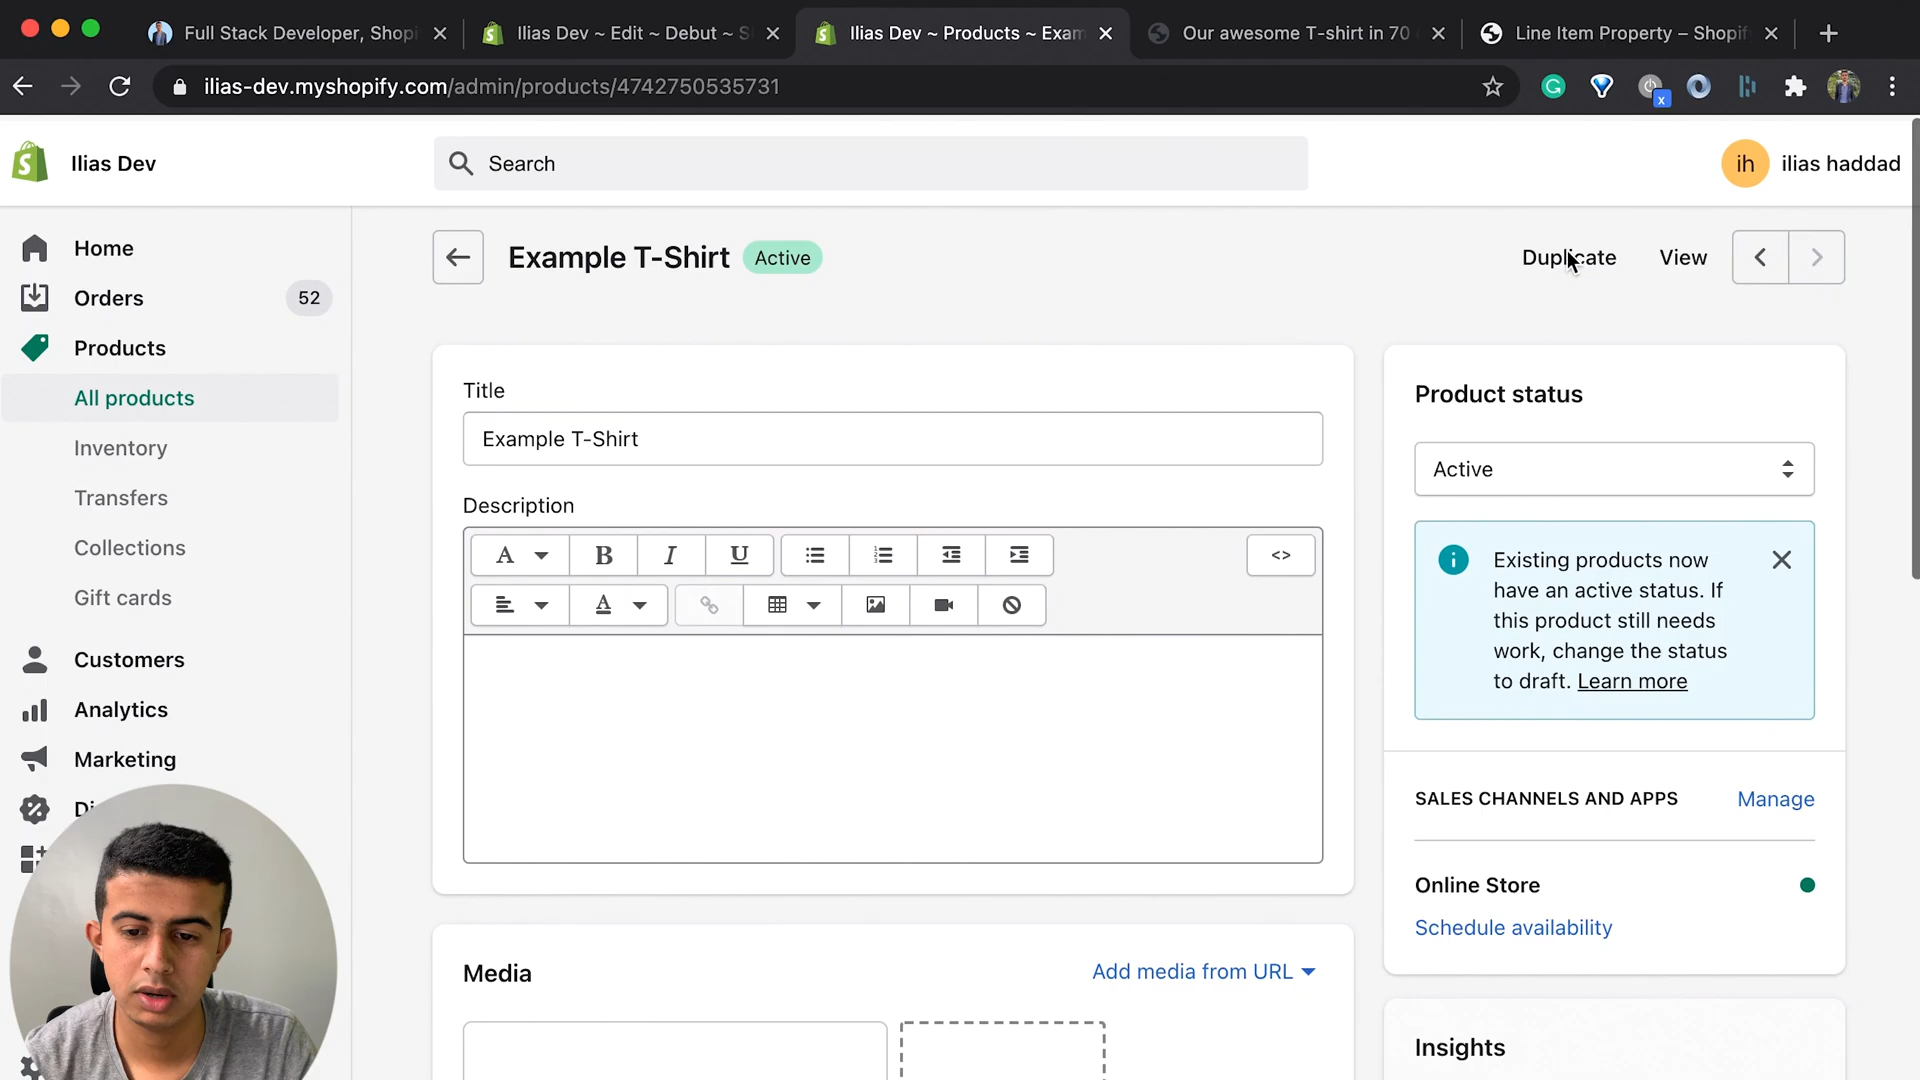 Full Stack Developer, Shopi
Ilias Dev ~ Edit ~ Debut ~ S
Ilias Dev ~ Products ~ Exam
Our awesome T-shirt in 70
Line Item Property – Shopif
ilias-dev.myshopify.com/admin/products/4742750535731
Ilias Dev
Search
ih
ilias haddad
Home
Orders
52
Products
All products
Inventory
Transfers
Collections
Gift cards
Customers
Analytics
Marketing
Example T-Shirt
Active
Duplicate
View
Title
Example T-Shirt
Description
A
B
I
U
<>
A
Media
Add media from URL
Product status
Active
Existing products now
have an active status. If
this product still needs
work, change the status
to draft. Learn more
SALES CHANNELS AND APPS
Manage
Online Store
Schedule availability
Insights